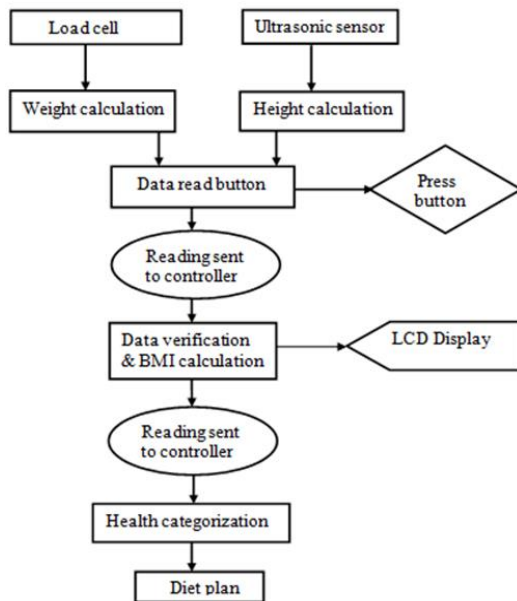 Load cell
Ultrasonic sensor
Weight calculation
Height calculation
Data read button
Press
button
Reading sent
to controller
Data verification
& BMI calculation
LCD Display
Reading sent
to controller
Health categorization
Diet plan